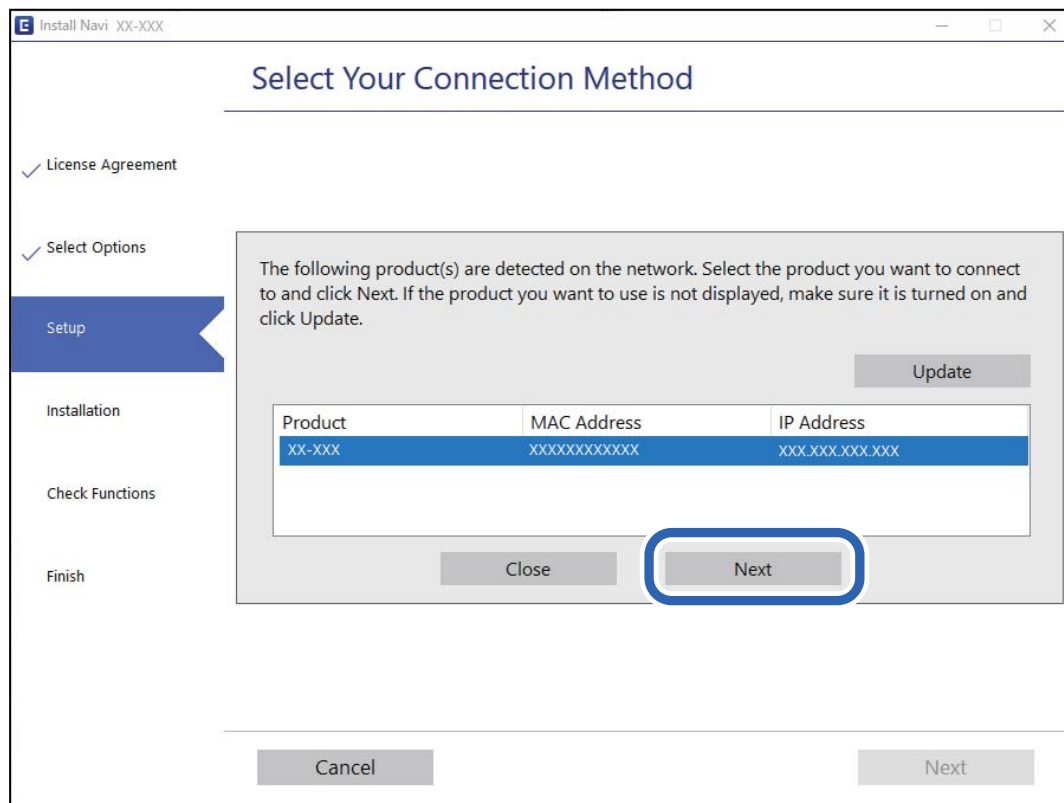 E Install Navi XX-XXX
Select Your Connection Method
License Agreement
Select Options
Setup
Installation
Check Functions
Finish
The following product(s) are detected on the network. Select the product you want to connect
to and click Next. If the product you want to use is not displayed, make sure it is turned on and
click Update.
Update
Product MAC Address IP Address
XX-XXX XXXXXXXXXXXX XXX.XXX.XXX.XXX
Close Next
Cancel Next